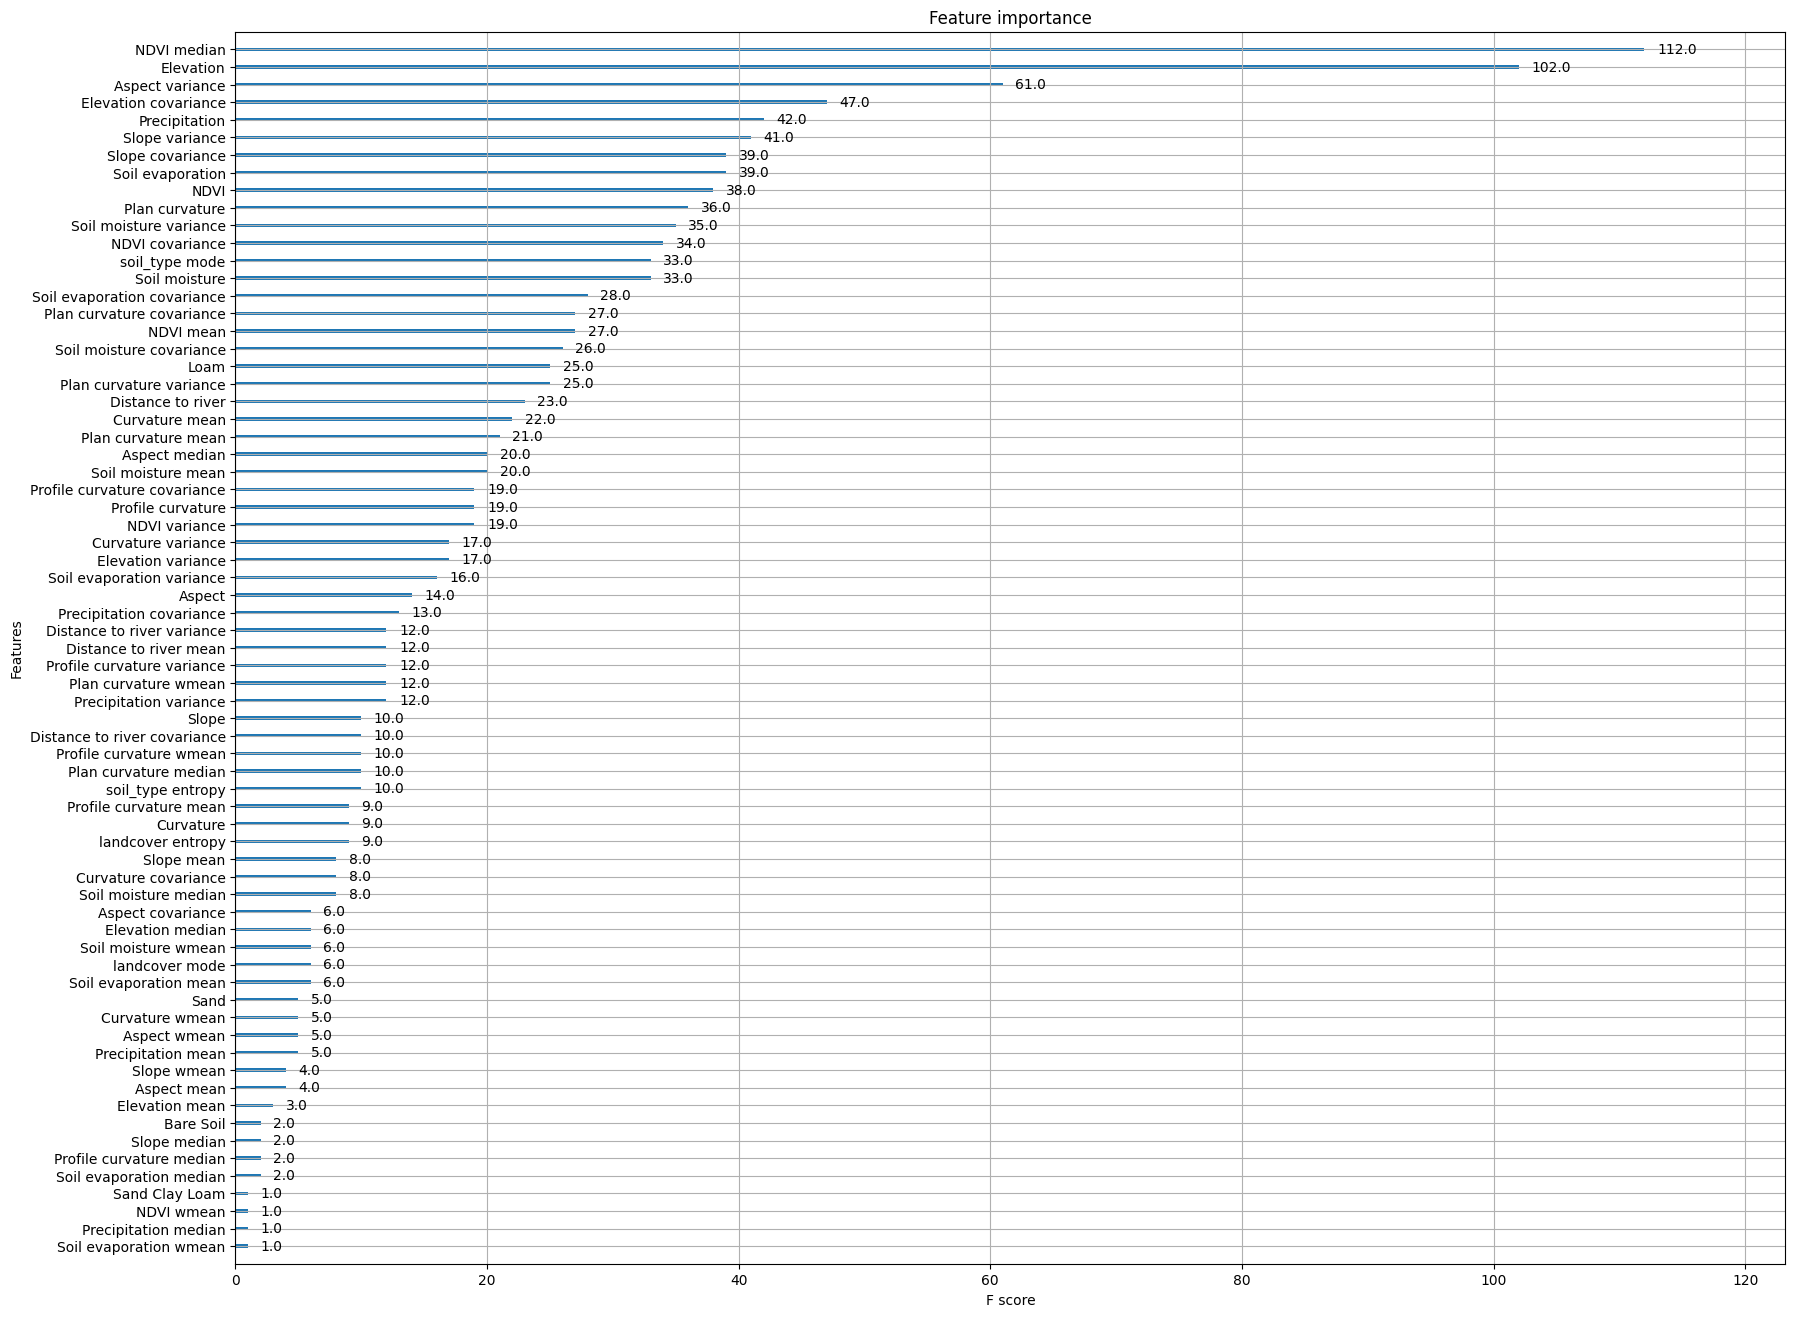 Feature importance
NDVI median 112.0
Elevation 102.0
Aspect variance 61.0
Elevation covariance 47.0
Precipitation 42.0
Slope variance 41.0
Slope covariance 39.0
Soil evaporation 39.0
NDVI 38.0
Plan curvature 36.0
Soil moisture variance 35.0
NDVI covariance 34.0
soil_type mode 33.0
Soil moisture 33.0
Soil evaporation covariance 28.0
Plan curvature covariance 27.0
NDVI mean 27.0
Soil moisture covariance 26.0
Loam 25.0
Plan curvature variance 25.0
Distance to river 23.0
Curvature mean 22.0
Plan curvature mean 21.0
Aspect median 20.0
Soil moisture mean 20.0
Profile curvature covariance 19.0
Profile curvature 19.0
NDVI variance 19.0
Curvature variance 17.0
Elevation variance 17.0
Soil evaporation variance 16.0
Aspect 14.0
Precipitation covariance 13.0
Distance to river variance 12.0
Distance to river mean 12.0
Profile curvature variance 12.0
Plan curvature wmean 12.0
Precipitation variance 12.0
Slope 10.0
Distance to river covariance 10.0
Profile curvature wmean 10.0
Plan curvature median 10.0
soil_type entropy 10.0
Profile curvature mean 9.0
Curvature 9.0
landcover entropy 9.0
Slope mean 8.0
Curvature covariance 8.0
Soil moisture median 8.0
Aspect covariance 6.0
Elevation median 6.0
Soil moisture wmean 6.0
landcover mode 6.0
Soil evaporation mean 6.0
Sand 5.0
Curvature wmean 5.0
Aspect wmean 5.0
Precipitation mean 5.0
Slope wmean 4.0
Aspect mean 4.0
Elevation mean 3.0
Bare Soil 2.0
Slope median 2.0
Profile curvature median 2.0
Soil evaporation median 2.0
Sand Clay Loam 1.0
NDVI wmean 1.0
Precipitation median 1.0
Soil evaporation wmean 1.0
Features
0 20 40 60 80 100 120
F score